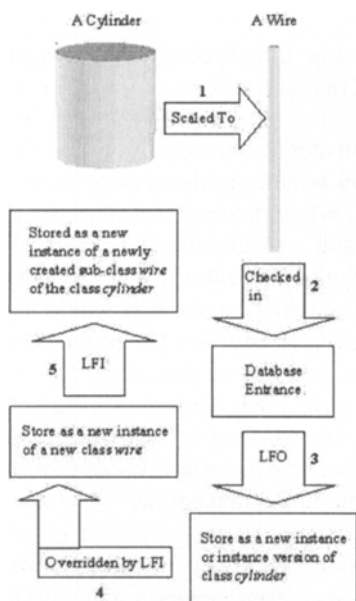 A Cylinder
A Wire
1
Scaled To
Checked
in
2
Database
Entrance.
LFO
3
Store as a new instance
or instance version of
class cylinder
Overridden by LFI
4
Store as a new instance
of a new class wire
5
LFI
Stored as a new
instance of a newly
created sub-class wire
of the class cylinder